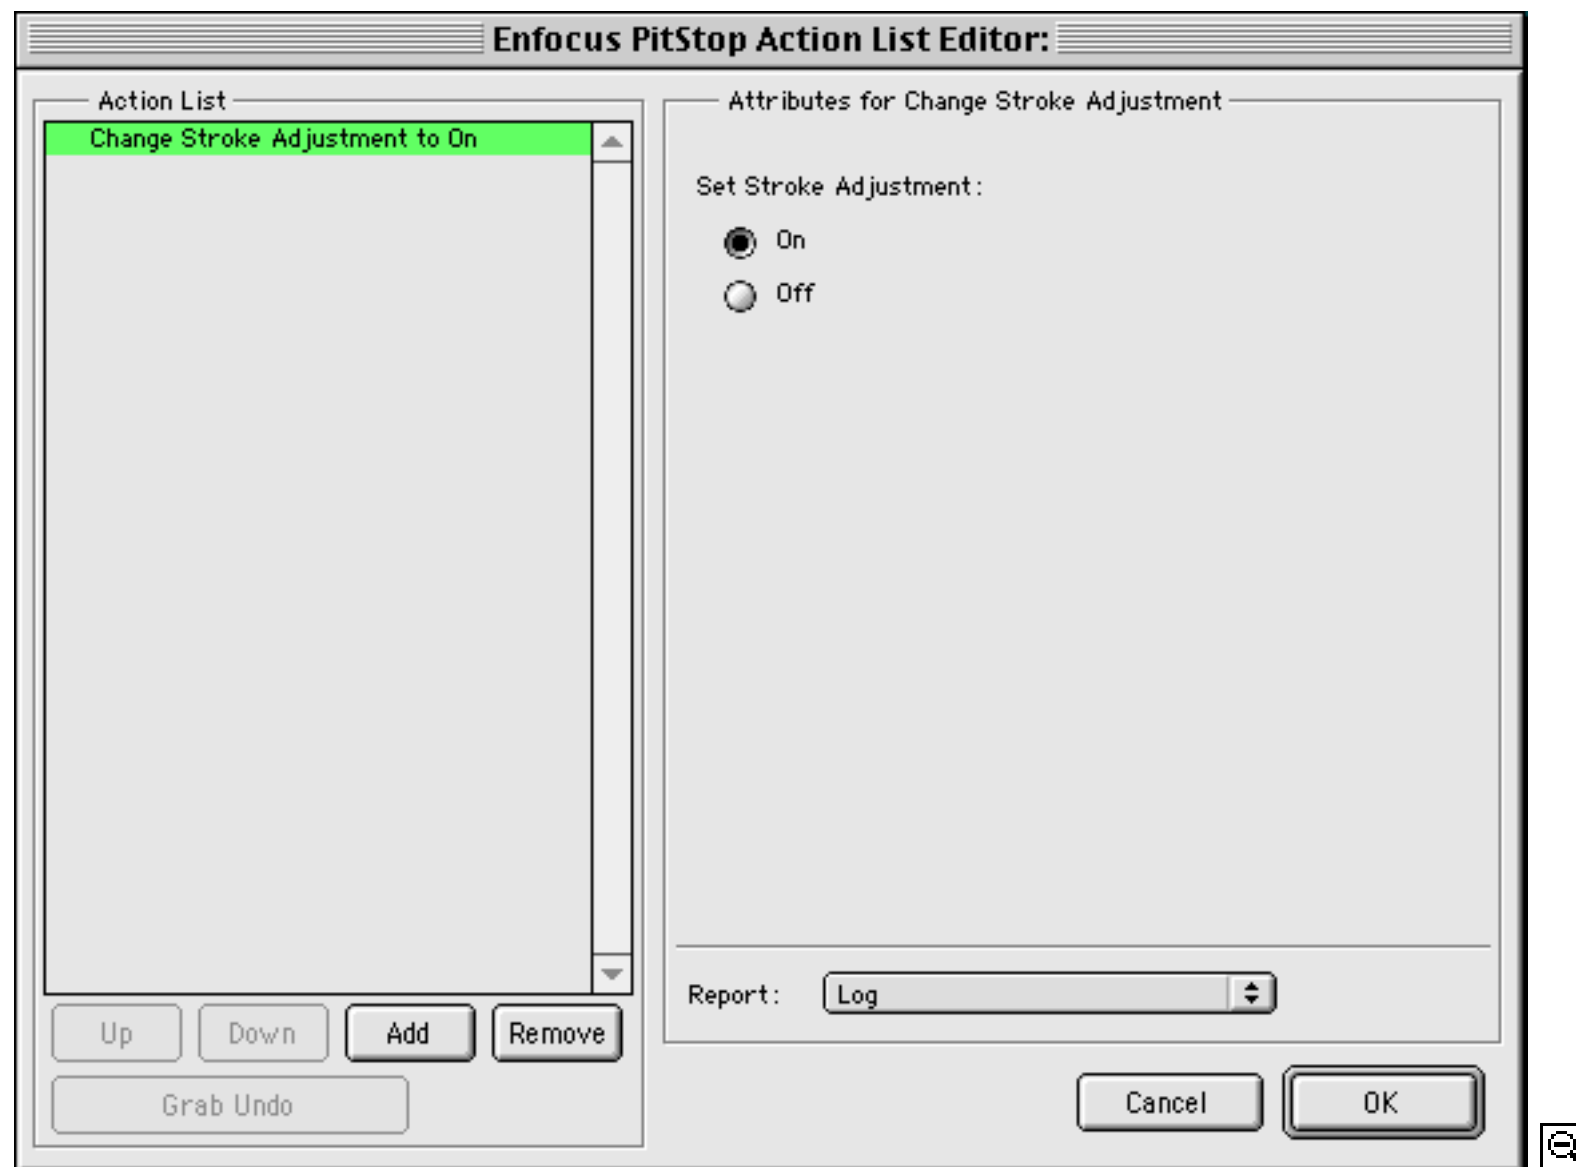 Enfocus PitStop Action List Editor:
Action List
Change Stroke Adjustment to On
Up
Down
Add
Remove
Grab Undo
Attributes for Change Stroke Adjustment
Set Stroke Adjustment:
On
Off
Report:
Log
Cancel
OK